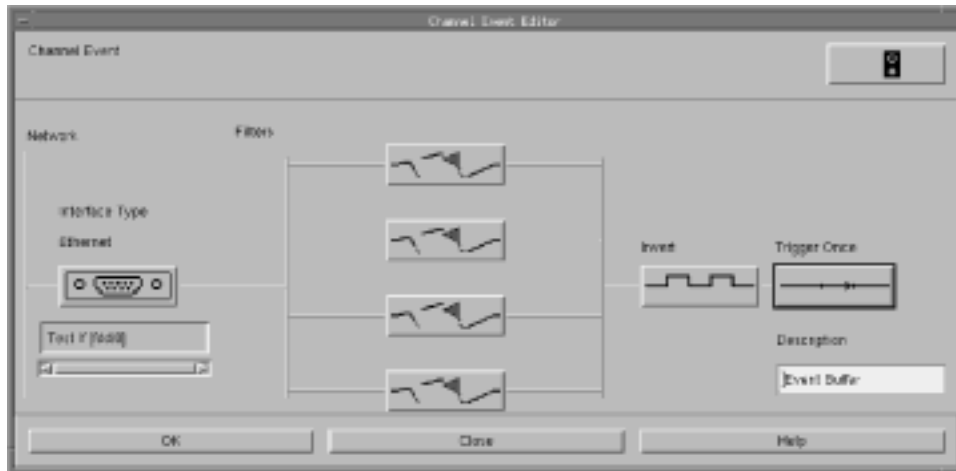 Channel Event Editor
Channel Event
Network
Filters
Interface Type
Ethernet
Invert
Trigger Once
Test
Description
Event Buffer
OK
Close
Help